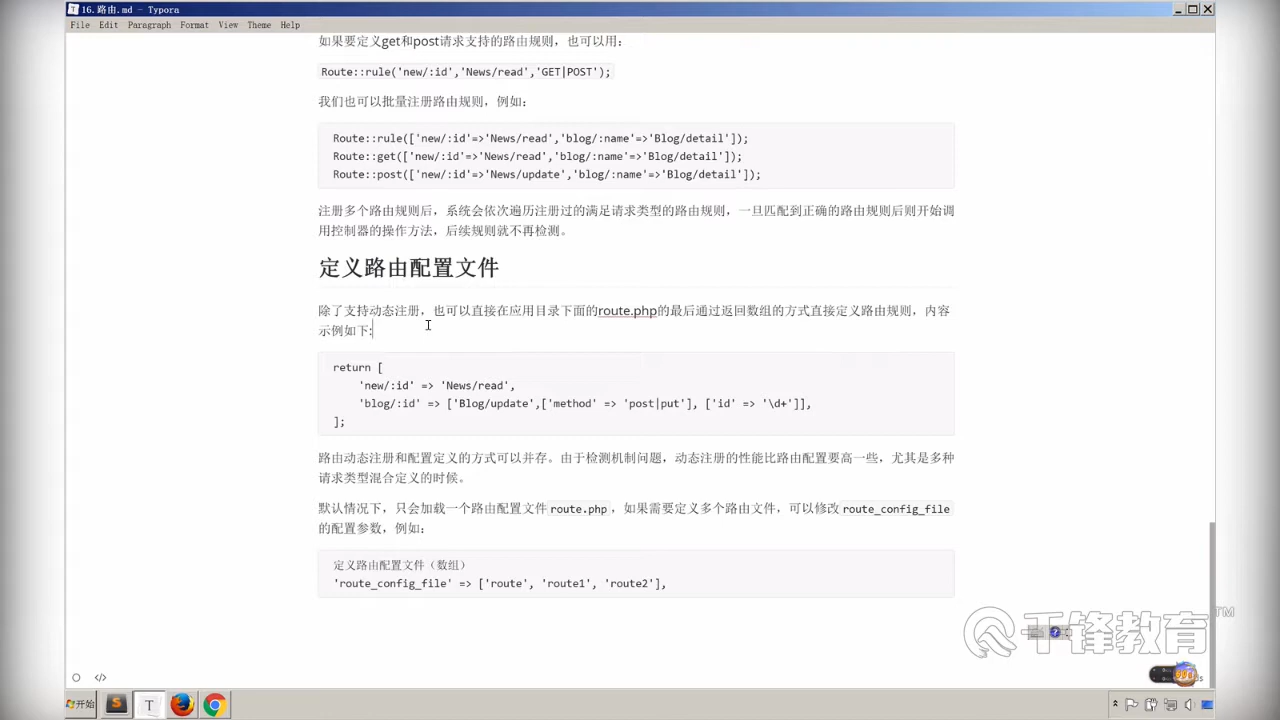 16.路由.md - Typora
File Edit Paragraph Format View Theme Help
如果要定义get和post请求支持的路由规则，也可以用：
Route::rule('new/:id','News/read','GET|POST');
我们也可以批量注册路由规则，例如：
Route::rule(['new/:id'=>'News/read','blog/:name'=>'Blog/detail']);
Route::get(['new/:id'=>'News/read','blog/:name'=>'Blog/detail']);
Route::post(['new/:id'=>'News/update','blog/:name'=>'Blog/detail']);
注册多个路由规则后，系统会依次遍历注册过的满足请求类型的路由规则，一旦匹配到正确的路由规则后则开始调
用控制器的操作方法，后续规则就不再检测。
定义路由配置文件
除了支持动态注册，也可以直接在应用目录下面的route.php的最后通过返回数组的方式直接定义路由规则，内容
示例如下:
return [
'new/:id' => 'News/read',
'blog/:id' => ['Blog/update',['method' => 'post|put'], ['id' => '\d+']],
];
路由动态注册和配置定义的方式可以并存。由于检测机制问题，动态注册的性能比路由配置要高一些，尤其是多种
请求类型混合定义的时候。
默认情况下，只会加载一个路由配置文件route.php，如果需要定义多个路由文件，可以修改route_config_file
的配置参数，例如：
定义路由配置文件（数组）
'route_config_file' => ['route', 'route1', 'route2'],
千锋教育TM
开始